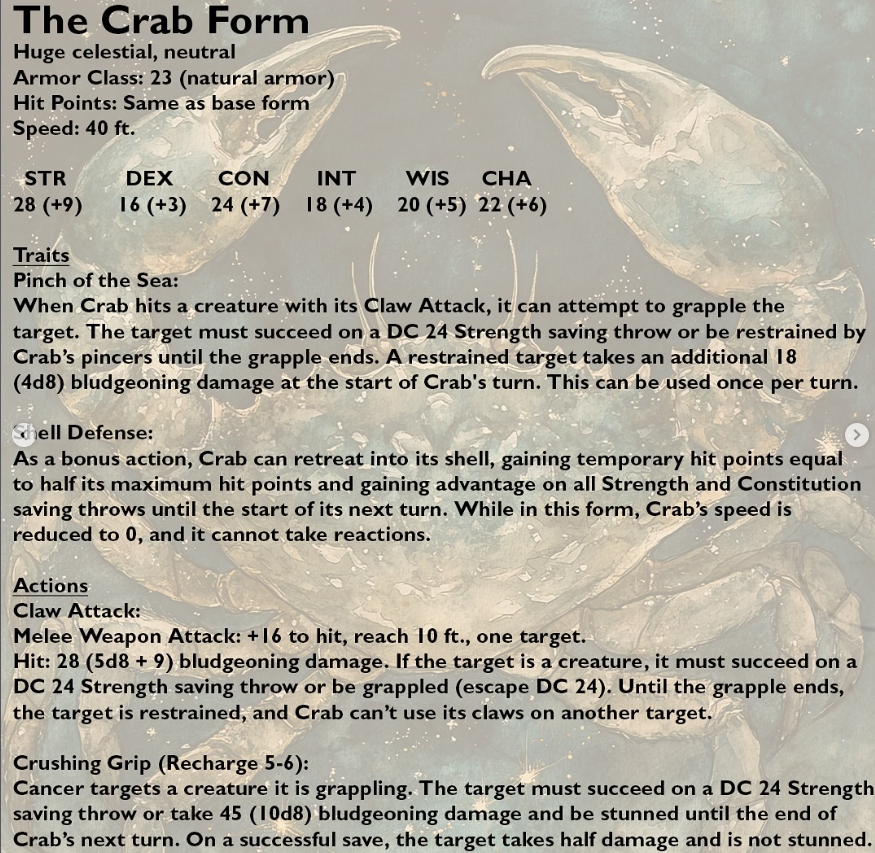 The Crab Form
Huge celestial, neutral
Armor Class: 23 (natural armor)
Hit Points: Same as base form
Speed: 40 ft.
STR DEX CON INT WIS CHA
28 (+9) 16 (+3) 24 (+7) 18 (+4) 20 (+5) 22 (+6)
Traits
Pinch of the Sea:
When Crab hits a creature with its Claw Attack, it can attempt to grapple the
target. The target must succeed on a DC 24 Strength saving throw or be restrained by
Crab's pincers until the grapple ends. A restrained target takes an additional 18
(4d8) bludgeoning damage at the start of Crab's turn. This can be used once per turn.
Shell Defense:
As a bonus action, Crab can retreat into its shell, gaining temporary hit points equal
to half its maximum hit points and gaining advantage on all Strength and Constitution
saving throws until the start of its next turn. While in this form, Crab's speed is
reduced to 0, and it cannot take reactions.
Actions
Claw Attack:
Melee Weapon Attack: +16 to hit, reach 10 ft., one target.
Hit: 28 (5d8 + 9) bludgeoning damage. If the target is a creature, it must succeed on a
DC 24 Strength saving throw or be grappled (escape DC 24). Until the grapple ends,
the target is restrained, and Crab can't use its claws on another target.
Crushing Grip (Recharge 5-6):
Cancer targets a creature it is grappling. The target must succeed on a DC 24 Strength
saving throw or take 45 (10d8) bludgeoning damage and be stunned until the end of
Crab's next turn. On a successful save, the target takes half damage and is not stunned.